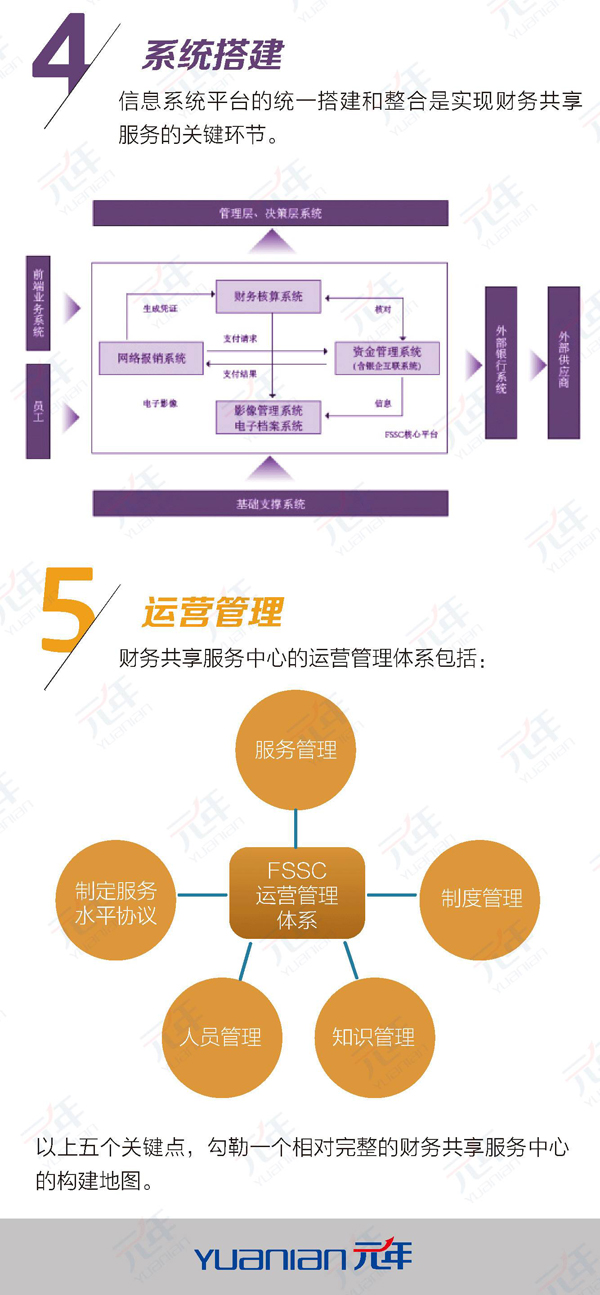 4 系统搭建
信息系统平台的统一搭建和整合是实现财务共享
服务的关键环节。
管理层、决策层系统
前端业务系统
员工
生成凭证
财务核算系统
核对
网络报销系统
支付请求
支付结果
资金管理系统
(含银企互联系统)
电子影像
影像管理系统
电子档案系统
信息
FSSC核心平台
外部银行系统
外部供应商
基础支撑系统
5 运营管理
财务共享服务中心的运营管理体系包括：
服务管理
制定服务
水平协议
FSSC
运营管理
体系
制度管理
人员管理
知识管理
以上五个关键点，勾勒一个相对完整的财务共享服务中心
的构建地图。
YUANIAN 元年